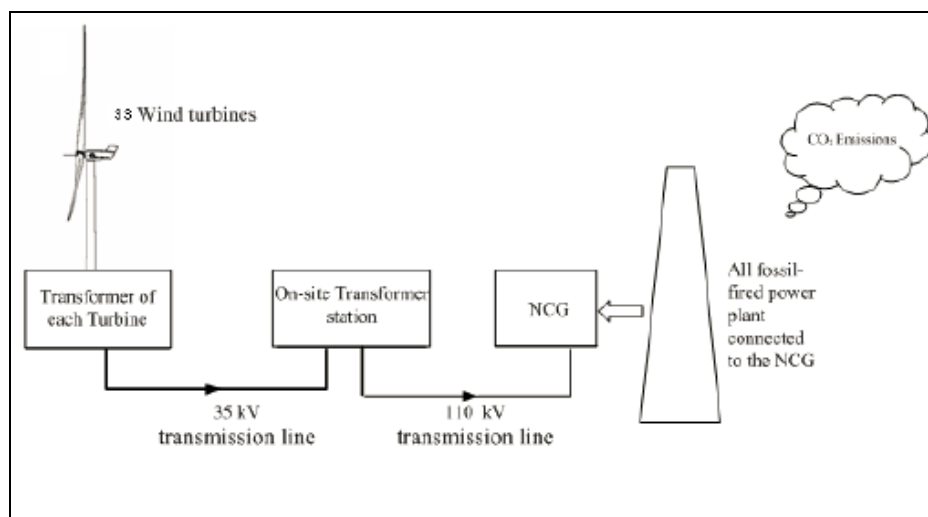 33 Wind turbines
CO₂ Emissions
Transformer of
each Turbine
On-site Transformer
station
NCG
All fossil-
fired power
plant
connected
to the NCG
35 kV
transmission line
110 kV
transmission line